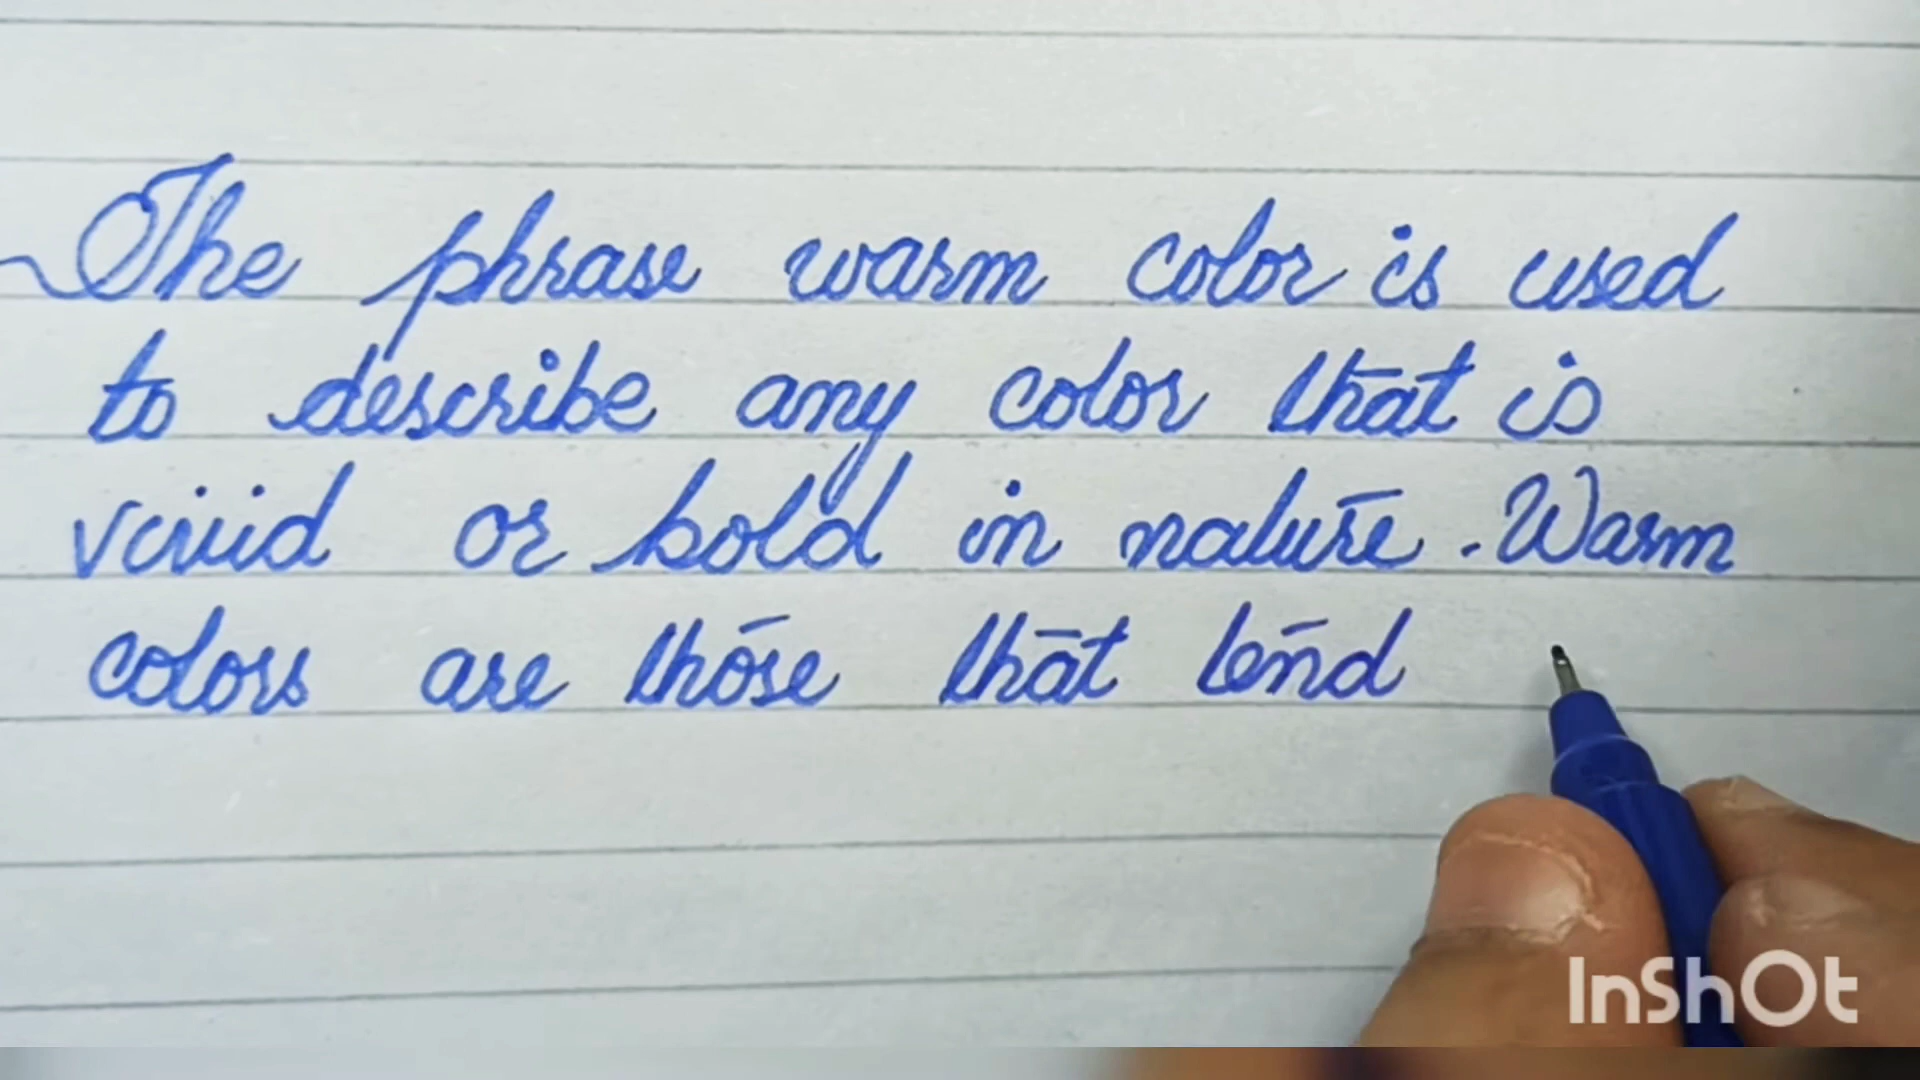 The phrase warm color is used
to describe any color that is
vivid or bold in nature. Warm
colors are those that tend
InShOt